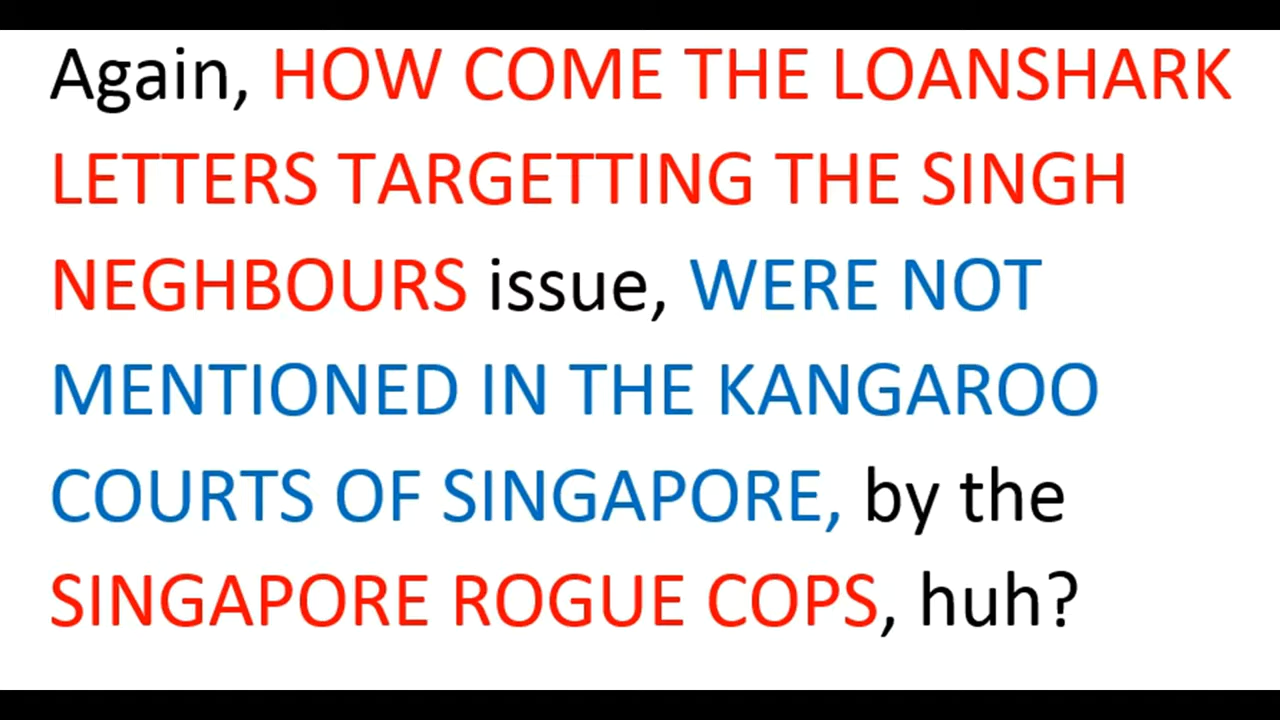 Again, HOW COME THE LOANSHARK
LETTERS TARGETTING THE SINGH
NEGHBOURS issue, WERE NOT
MENTIONED IN THE KANGAROO
COURTS OF SINGAPORE, by the
SINGAPORE ROGUE COPS, huh?